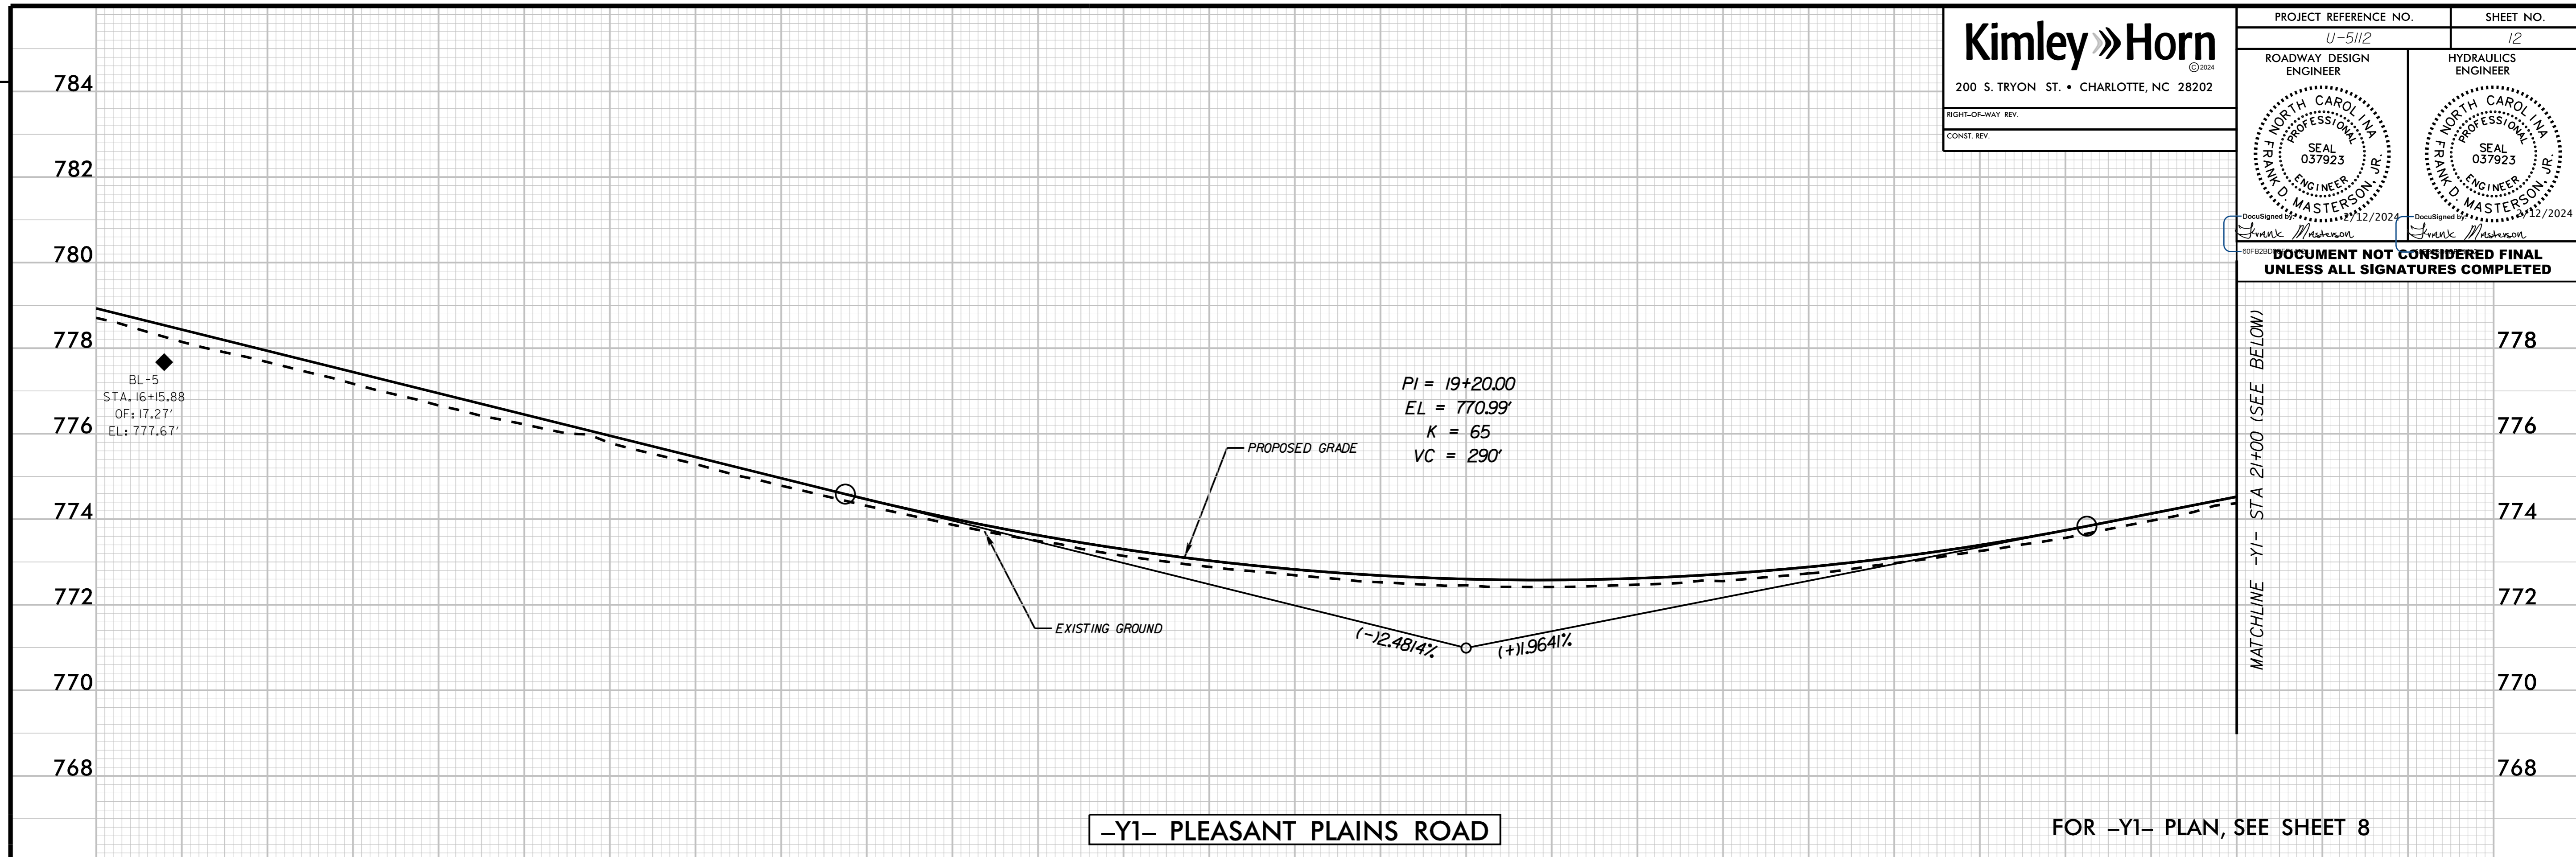 Kimley»Horn
© 2024
200 S. TRYON ST. • CHARLOTTE, NC 28202
RIGHT–OF–WAY REV.
CONST. REV.
PROJECT REFERENCE NO.
SHEET NO.
U-5112
12
ROADWAY DESIGN
ENGINEER
HYDRAULICS
ENGINEER
NORTH CAROLINA
PROFESSIONAL
SEAL
037923
ENGINEER
FRANK D. MASTERSON, JR.
DocuSigned by:
2/12/2024
Frank Masterson
NORTH CAROLINA
PROFESSIONAL
SEAL
037923
ENGINEER
FRANK D. MASTERSON, JR.
DocuSigned by:
2/12/2024
Frank Masterson
DOCUMENT NOT CONSIDERED FINAL
UNLESS ALL SIGNATURES COMPLETED
784
782
780
778
776
774
772
770
768
BL-5
STA. 16+15.88
OF: 17.27'
EL: 777.67'
PI = 19+20.00
EL = 770.99'
K = 65
VC = 290'
PROPOSED GRADE
EXISTING GROUND
(-)2.4814%
(+)1.9641%
MATCHLINE -Y1- STA 21+00 (SEE BELOW)
778
776
774
772
770
768
–Y1– PLEASANT PLAINS ROAD
FOR –Y1– PLAN, SEE SHEET 8